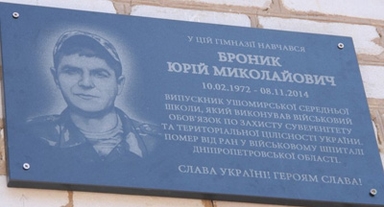 У ЦІЙ ГІМНАЗІЇ НАВЧАВСЯ
БРОНИК
ЮРІЙ МИКОЛАЙОВИЧ
10.02.1972 - 08.11.2014
ВИПУСКНИК УШОМИРСЬКОЇ СЕРЕДНЬОЇ
ШКОЛИ, ЯКИЙ ВИКОНУВАВ ВІЙСЬКОВИЙ
ОБОВ'ЯЗОК ПО ЗАХИСТУ СУВЕРЕНІТЕТУ
ТА ТЕРИТОРІАЛЬНОЇ ЦІЛІСНОСТІ УКРАЇНИ.
ПОМЕР ВІД РАН У ВІЙСЬКОВОМУ ШПИТАЛІ
ДНІПРОПЕТРОВСЬКОЇ ОБЛАСТІ.
СЛАВА УКРАЇНІ! ГЕРОЯМ СЛАВА!